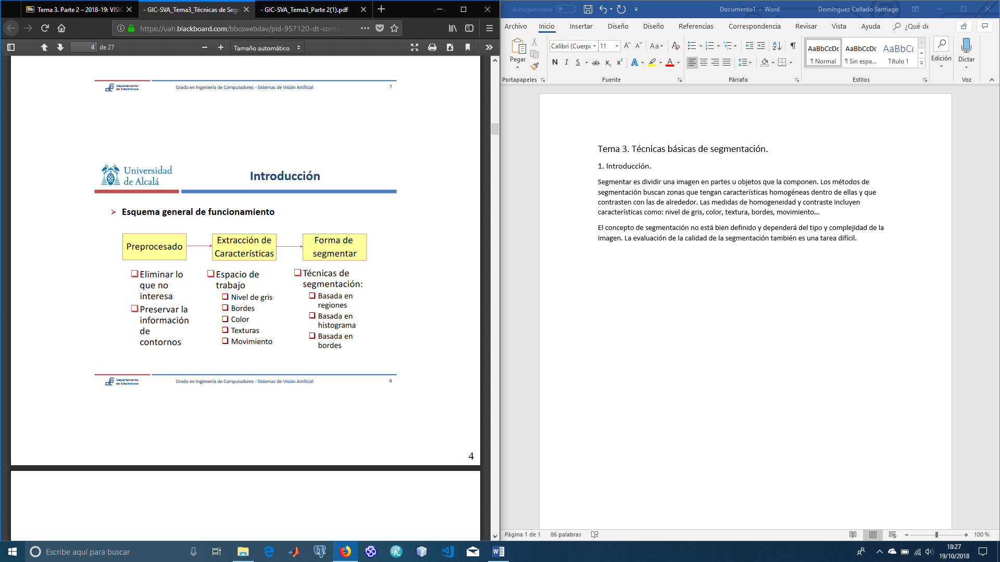 Tema 3. Parte 2 – 2018-19: VISIÓ
- GIC-SVA_Tema3_Técnicas de Segm
- GIC-SVA_Tema3_Parte 2(1).pdf
https://uah.blackboard.com/bbcswebdav/pid-957120-dt-conte
4 de 27
Tamaño automático
Departamento de Electrónica
Grado en Ingeniería de Computadores - Sistemas de Visión Artificial
7
Universidad de Alcalá
Introducción
Esquema general de funcionamiento
Preprocesado
Extracción de Características
Forma de segmentar
Eliminar lo
que no
interesa
Preservar la
información
de
contornos
Espacio de
trabajo
Nivel de gris
Bordes
Color
Texturas
Movimiento
Técnicas de
segmentación:
Basada en
regiones
Basada en
histograma
Basada en
bordes
Departamento de Electrónica
Grado en Ingeniería de Computadores - Sistemas de Visión Artificial
8
4
Autoguardado
Documento1 - Word
Domínguez Collado Santiago
Archivo Inicio Insertar Diseño Diseño Referencias Correspondencia Revisar Vista Ayuda ¿Qué de
Pegar
Calibri (Cuerpo 11
Aa
N K S ab x₂ x² A A
AaBbCcDc AaBbCcDc AaBbCc
¶ Normal ¶ Sin espa... Título 1
Edición
Dictar
Portapapeles Fuente Párrafo Estilos Voz
Tema 3. Técnicas básicas de segmentación.
1. Introducción.
Segmentar es dividir una imagen en partes u objetos que la componen. Los métodos de
segmentación buscan zonas que tengan características homogéneas dentro de ellas y que
contrasten con las de alrededor. Las medidas de homogeneidad y contraste incluyen
características como: nivel de gris, color, textura, bordes, movimiento...
El concepto de segmentación no está bien definido y dependerá del tipo y complejidad de la
imagen. La evaluación de la calidad de la segmentación también es una tarea difícil.
Página 1 de 1 86 palabras
100 %
Escribe aquí para buscar
18:27
19/10/2018